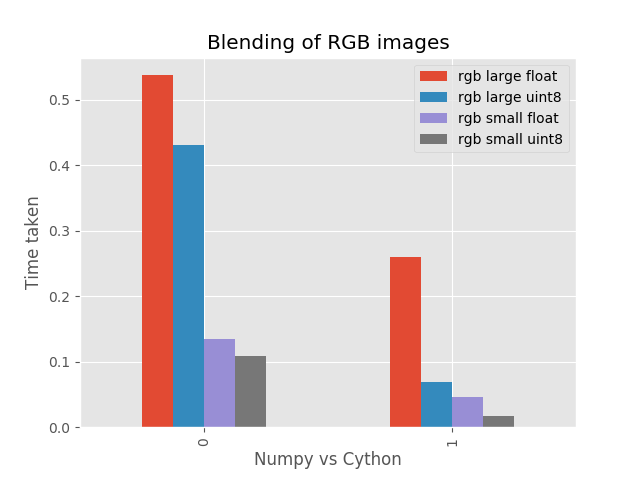 Blending of RGB images
rgb large float
rgb large uint8
rgb small float
rgb small uint8
Time taken
0.5
0.4
0.3
0.2
0.1
0.0
0
1
Numpy vs Cython